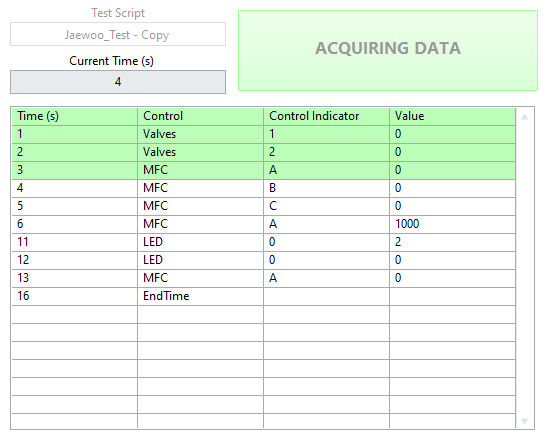 Test Script
Jaewoo_Test - Copy
ACQUIRING DATA
Current Time (s)
4
Time (s) Control Control Indicator Value
1 Valves 1 0
2 Valves 2 0
3 MFC A 0
4 MFC B 0
5 MFC C 0
6 MFC A 1000
11 LED 0 2
12 LED 0 0
13 MFC A 0
16 EndTime